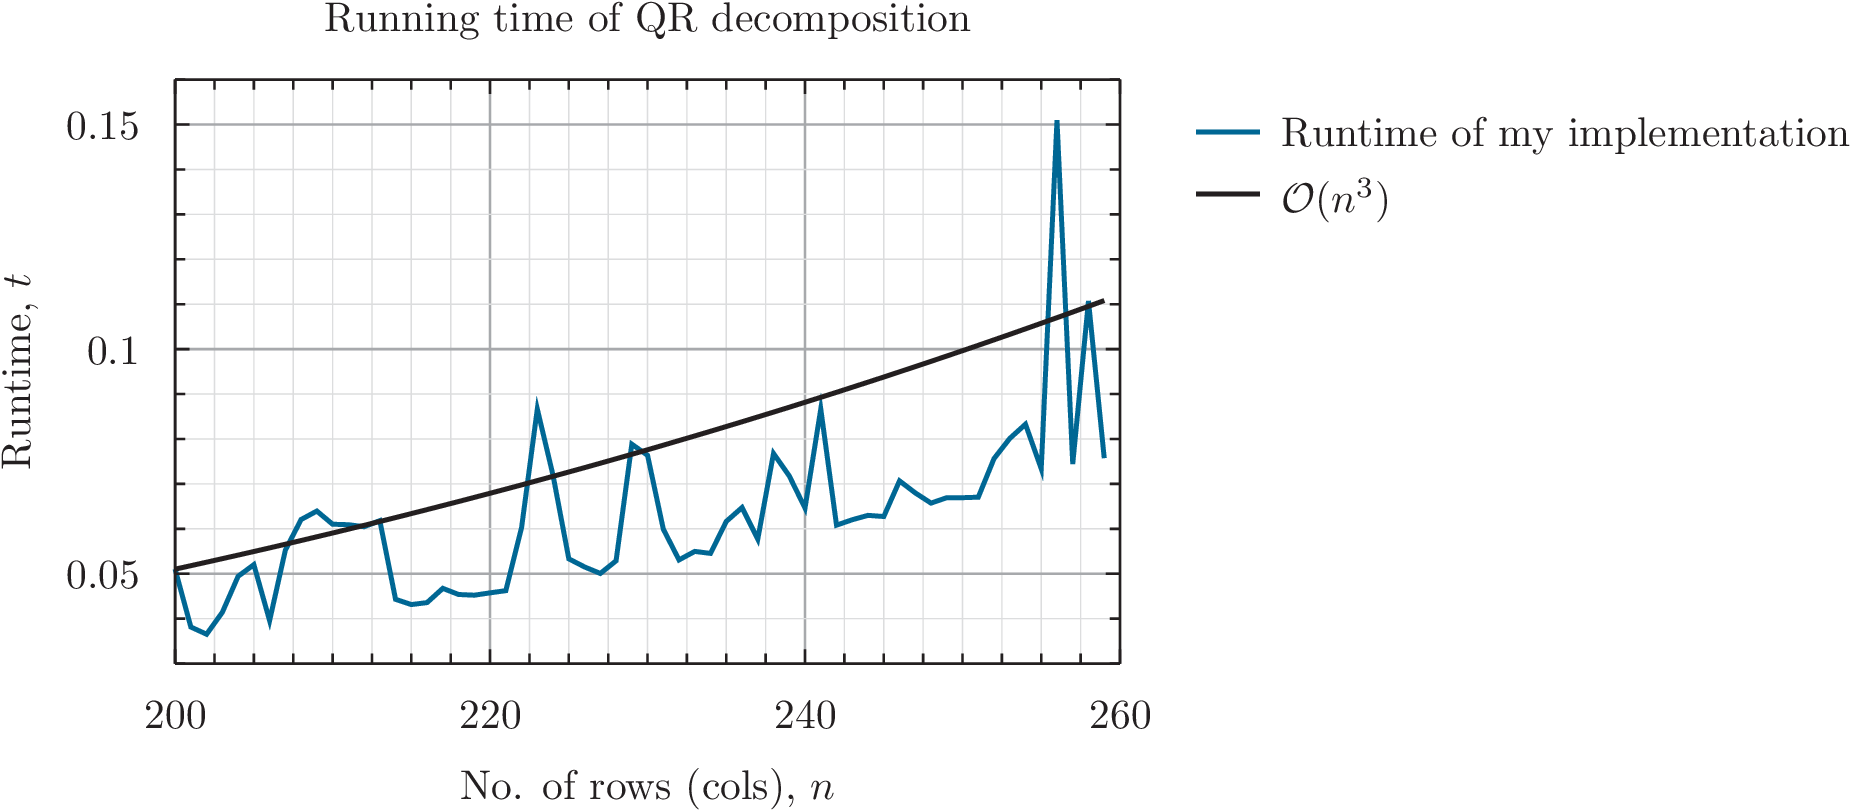 Running time of QR decomposition
Runtime, t
0.15
0.1
0.05
200 220 240 260
No. of rows (cols), n
Runtime of my implementation
𝒪(n³)